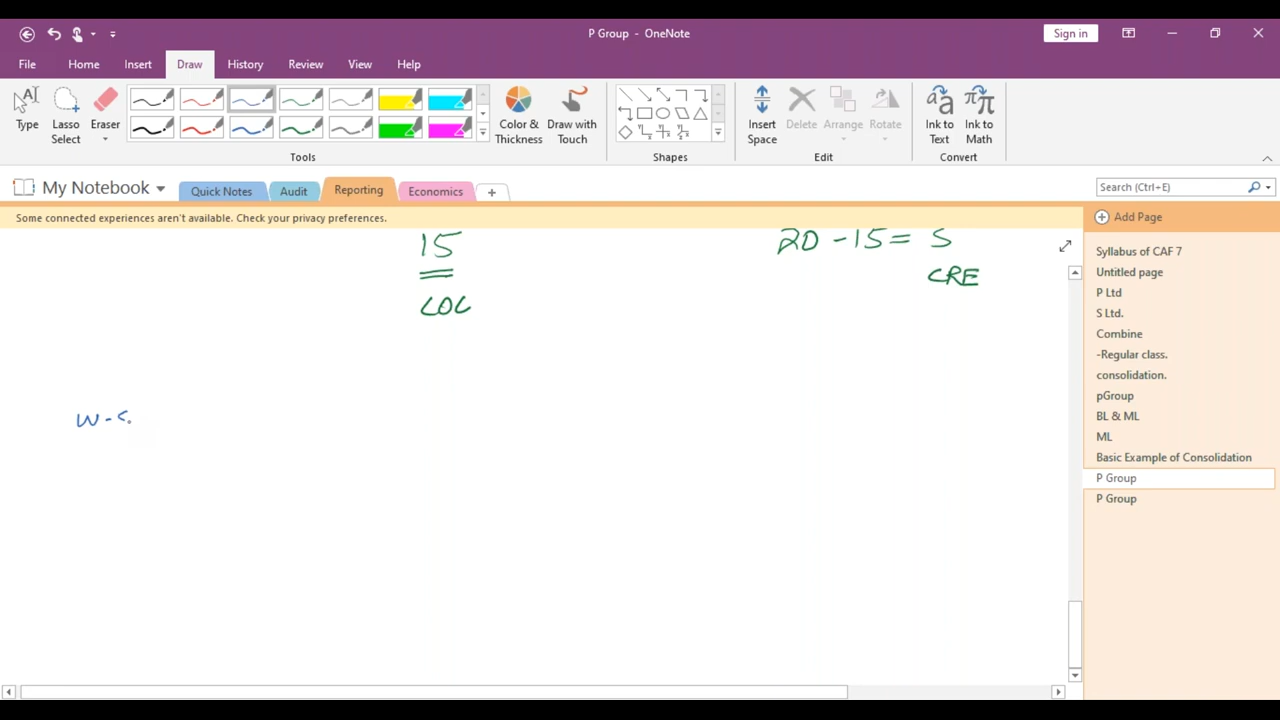 P Group - OneNote
Sign in
File Home Insert Draw History Review View Help
Type
Lasso Select
Eraser
Color & Thickness
Draw with Touch
Insert Space
Delete
Arrange
Rotate
Ink to Text
Ink to Math
Tools
Shapes
Edit
Convert
My Notebook
Quick Notes
Audit
Reporting
Economics
Search (Ctrl+E)
Some connected experiences aren't available. Check your privacy preferences.
Add Page
15
20 - 15 = 5
CRE
W-
Syllabus of CAF 7
Untitled page
P Ltd
S Ltd.
Combine
-Regular class.
consolidation.
pGroup
BL & ML
ML
Basic Example of Consolidation
P Group
P Group